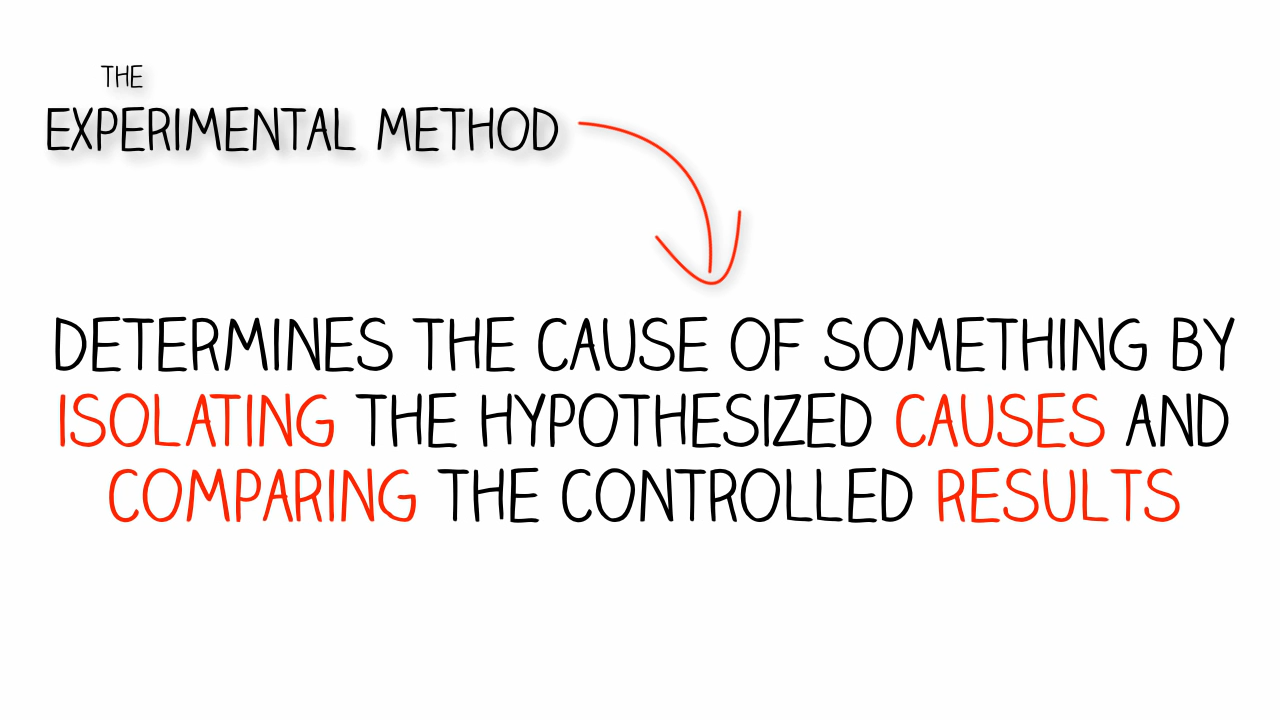 THE
EXPERIMENTAL METHOD
DETERMINES THE CAUSE OF SOMETHING BY
ISOLATING THE HYPOTHESIZED CAUSES AND
COMPARING THE CONTROLLED RESULTS